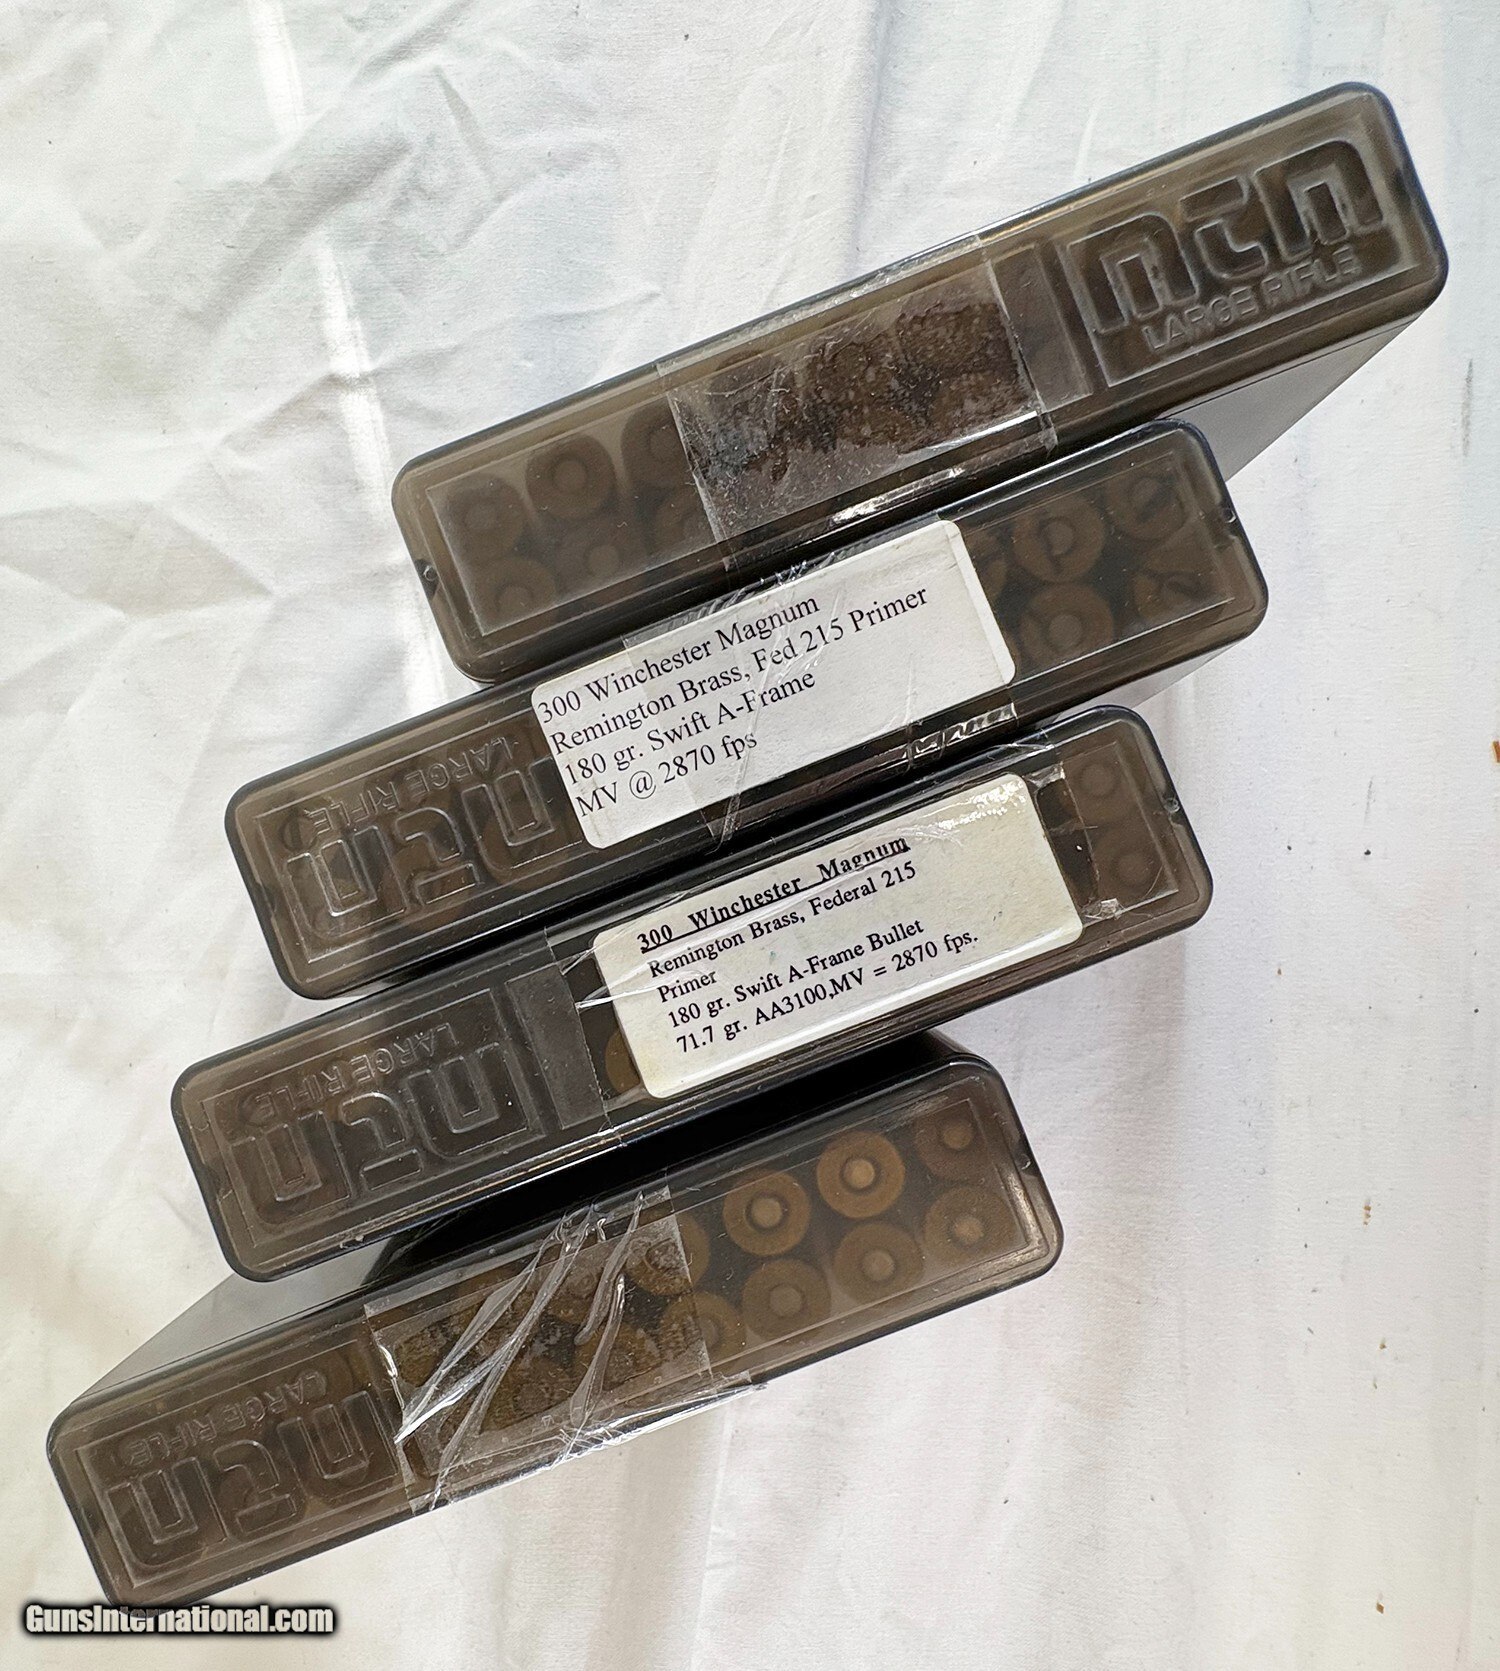 MTM
LARGE RIFLE
300 Winchester Magnum
Remington Brass, Fed 215 Primer
180 gr. Swift A-Frame
MV @ 2870 fps
MTM
LARGE RIFLE
300 Winchester Magnum
Remington Brass, Federal 215
Primer
180 gr. Swift A-Frame Bullet
71.7 gr. AA3100,MV = 2870 fps.
MTM
LARGE RIFLE
MTM
LARGE RIFLE
GunsInternational.com